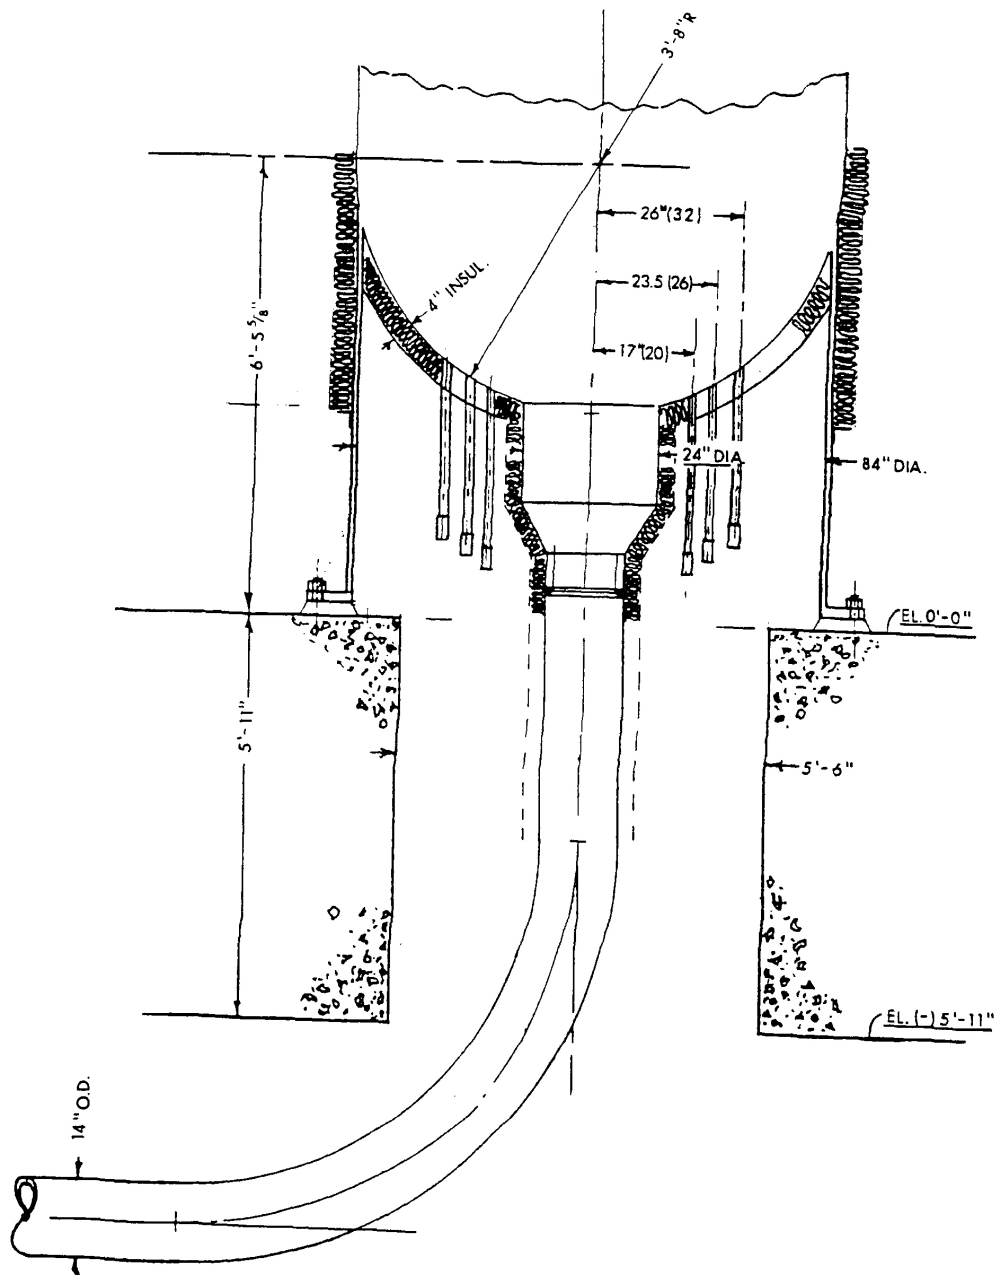 3'-8"R
26"(32)
4" INSUL.
23.5(26)
17"(20)
6'-5 5/8"
24" DIA
84" DIA.
EL. 0'-0"
5'-11"
5'-6"
EL. (-) 5'-11"
14" O.D.